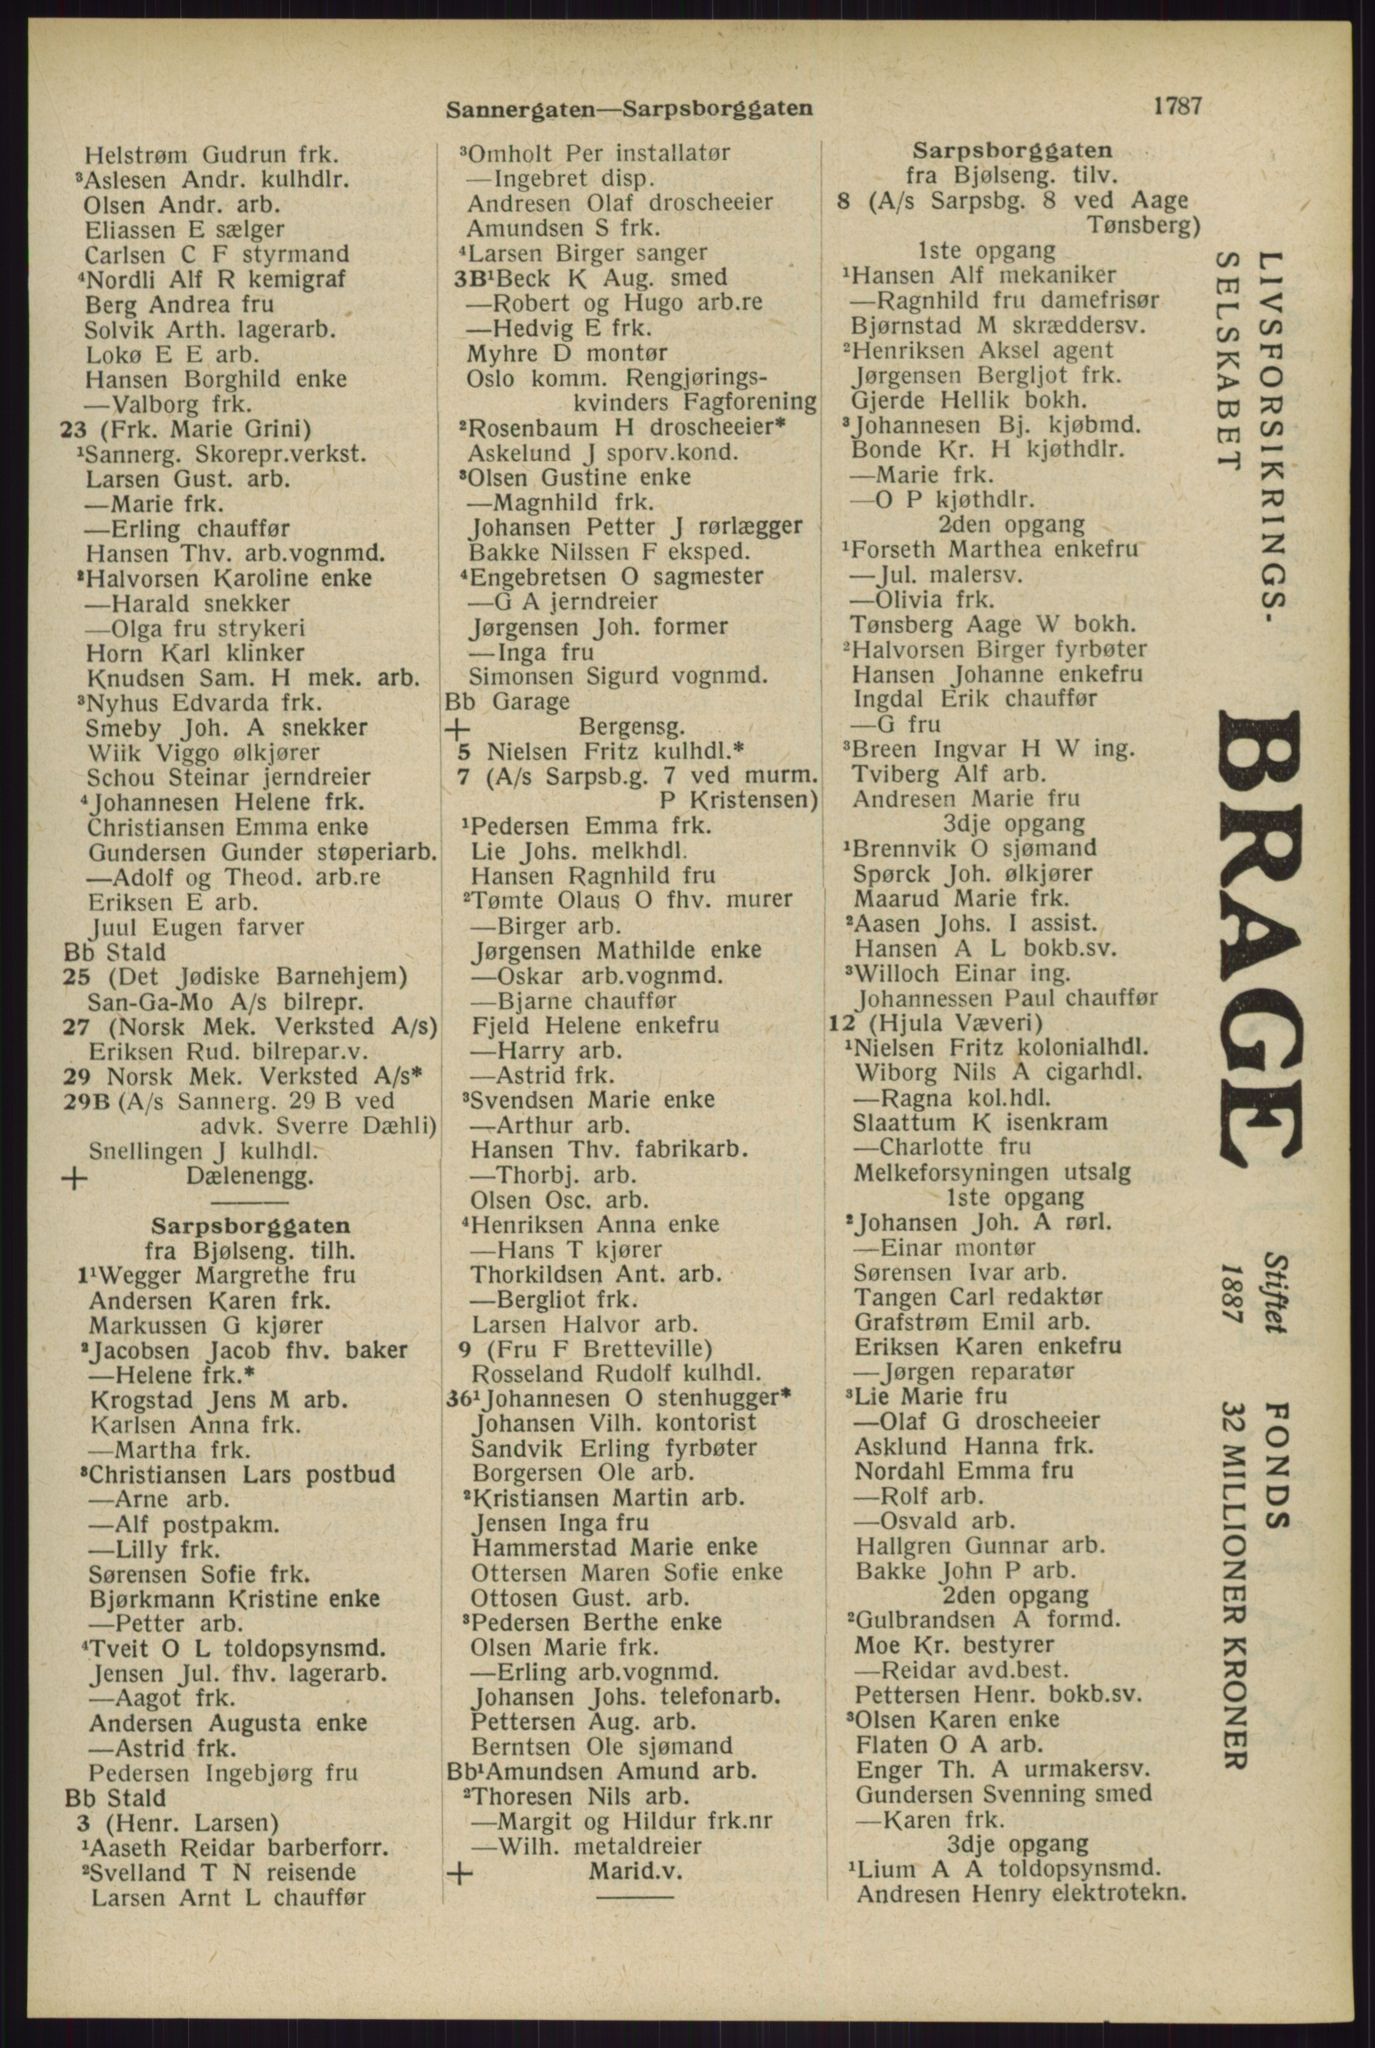 Sannergaten—Sarpsborggaten
1787
Helstrøm Gudrun frk.
³Aslesen Andr. kulhdlr.
Olsen Andr. arb.
Eliassen E sælger
Carlsen C F styrmand
⁴Nordli Alf R kemigraf
Berg Andrea fru
Solvik Arth. lagerarb.
Lokø E E arb.
Hansen Borghild enke
—Valborg frk.
23 (Frk. Marie Grini)
¹Sannerg. Skorepr.verkst.
Larsen Gust. arb.
—Marie frk.
—Erling chauffør
Hansen Thv. arb.vognmd.
²Halvorsen Karoline enke
—Harald snekker
—Olga fru strykeri
Horn Karl klinker
Knudsen Sam. H mek. arb.
³Nyhus Edvarda frk.
Smeby Joh. A snekker
Wiik Viggo ølkjører
Schou Steinar jerndreier
⁴Johannesen Helene frk.
Christiansen Emma enke
Gundersen Gunder støperiarb.
—Adolf og Theod. arb.re
Eriksen E arb.
Juul Eugen farver
Bb Stald
25 (Det Jødiske Barnehjem)
San-Ga-Mo A/s bilrepr.
27 (Norsk Mek. Verksted A/s)
Eriksen Rud. bilrepar.v.
29 Norsk Mek. Verksted A/s*
29B (A/s Sannerg. 29 B ved
advk. Sverre Dæhli)
Snellingen J kulhdl.
+ Dælenengg.
Sarpsborggaten
fra Bjølseng. tilh.
1¹Wegger Margrethe fru
Andersen Karen frk.
Markussen G kjører
²Jacobsen Jacob fhv. baker
—Helene frk.*
Krogstad Jens M arb.
Karlsen Anna frk.
—Martha frk.
³Christiansen Lars postbud
—Arne arb.
—Alf postpakm.
—Lilly frk.
Sørensen Sofie frk.
Bjørkmann Kristine enke
—Petter arb.
⁴Tveit O L toldopsynsmd.
Jensen Jul. fhv. lagerarb.
—Aagot frk.
Andersen Augusta enke
—Astrid frk.
Pedersen Ingebjørg fru
Bb Stald
3 (Henr. Larsen)
¹Aaseth Reidar barberforr.
²Svelland T N reisende
Larsen Arnt L chauffør
³Omholt Per installatør
—Ingebret disp.
Andresen Olaf droscheeier
Amundsen S frk.
⁴Larsen Birger sanger
3B¹Beck K Aug. smed
—Robert og Hugo arb.re
—Hedvig E frk.
Myhre D montør
Oslo komm. Rengjørings-
kvinders Fagforening
²Rosenbaum H droscheeier*
Askelund J sporv.kond.
³Olsen Gustine enke
—Magnhild frk.
Johansen Petter J rørlægger
Bakke Nilssen F eksped.
⁴Engebretsen O sagmester
—G A jerndreier
Jørgensen Joh. former
—Inga fru
Simonsen Sigurd vognmd.
Bb Garage
+ Bergensg.
5 Nielsen Fritz kulhdl.*
7 (A/s Sarpsb.g. 7 ved murm.
P Kristensen)
¹Pedersen Emma frk.
Lie Johs. melkhdl.
Hansen Ragnhild fru
²Tømte Olaus O fhv. murer
—Birger arb.
Jørgensen Mathilde enke
—Oskar arb.vognmd.
—Bjarne chauffør
Fjeld Helene enkefru
—Harry arb.
—Astrid frk.
³Svendsen Marie enke
—Arthur arb.
Hansen Thv. fabrikarb.
—Thorbj. arb.
Olsen Osc. arb.
⁴Henriksen Anna enke
—Hans T kjører
Thorkildsen Ant. arb.
—Bergliot frk.
Larsen Halvor arb.
9 (Fru F Bretteville)
Rosseland Rudolf kulhdl.
36¹Johannesen O stenhugger*
Johansen Vilh. kontorist
Sandvik Erling fyrbøter
Borgersen Ole arb.
²Kristiansen Martin arb.
Jensen Inga fru
Hammerstad Marie enke
Ottersen Maren Sofie enke
Ottosen Gust. arb.
³Pedersen Berthe enke
Olsen Marie frk.
—Erling arb.vognmd.
Johansen Johs. telefonarb.
Pettersen Aug. arb.
Berntsen Ole sjømand
Bb¹Amundsen Amund arb.
²Thoresen Nils arb.
—Margit og Hildur frk.nr
—Wilh. metaldreier
+ Marid.v.
Sarpsborggaten
fra Bjølseng. tilv.
8 (A/s Sarpsbg. 8 ved Aage
Tønsberg)
1ste opgang
¹Hansen Alf mekaniker
—Ragnhild fru damefrisør
Bjørnstad M skræddersv.
²Henriksen Aksel agent
Jørgensen Bergljot frk.
Gjerde Hellik bokh.
³Johannesen Bj. kjøbmd.
Bonde Kr. H kjøthdlr.
—Marie frk.
—O P kjøthdlr.
2den opgang
¹Forseth Marthea enkefru
—Jul. malersv.
—Olivia frk.
Tønsberg Aage W bokh.
²Halvorsen Birger fyrbøter
Hansen Johanne enkefru
Ingdal Erik chauffør
—G fru
³Breen Ingvar H W ing.
Tviberg Alf arb.
Andresen Marie fru
3dje opgang
¹Brennvik O sjømand
Spørck Joh. ølkjører
Maarud Marie frk.
²Aasen Johs. I assist.
Hansen A L bokb.sv.
³Willoch Einar ing.
Johannessen Paul chauffør
12 (Hjula Væveri)
¹Nielsen Fritz kolonialhdl.
Wiborg Nils A cigarhdl.
—Ragna kol.hdl.
Slaattum K isenkram
—Charlotte fru
Melkeforsyningen utsalg
1ste opgang
²Johansen Joh. A rørl.
—Einar montør
Sørensen Ivar arb.
Tangen Carl redaktør
Grafstrøm Emil arb.
Eriksen Karen enkefru
—Jørgen reparatør
³Lie Marie fru
—Olaf G droscheeier
Asklund Hanna frk.
Nordahl Emma fru
—Rolf arb.
—Osvald arb.
Hallgren Gunnar arb.
Bakke John P arb.
2den opgang
²Gulbrandsen A formd.
Moe Kr. bestyrer
—Reidar avd.best.
Pettersen Henr. bokb.sv.
³Olsen Karen enke
Flaten O A arb.
Enger Th. A urmakersv.
Gundersen Svenning smed
—Karen frk.
3dje opgang
¹Lium A A toldopsynsmd.
Andresen Henry elektrotekn.
LIVSFORSIKRINGS-
SELSKABET
BRAGE
Stiftet
1887
FONDS
32 MILLIONER KRONER